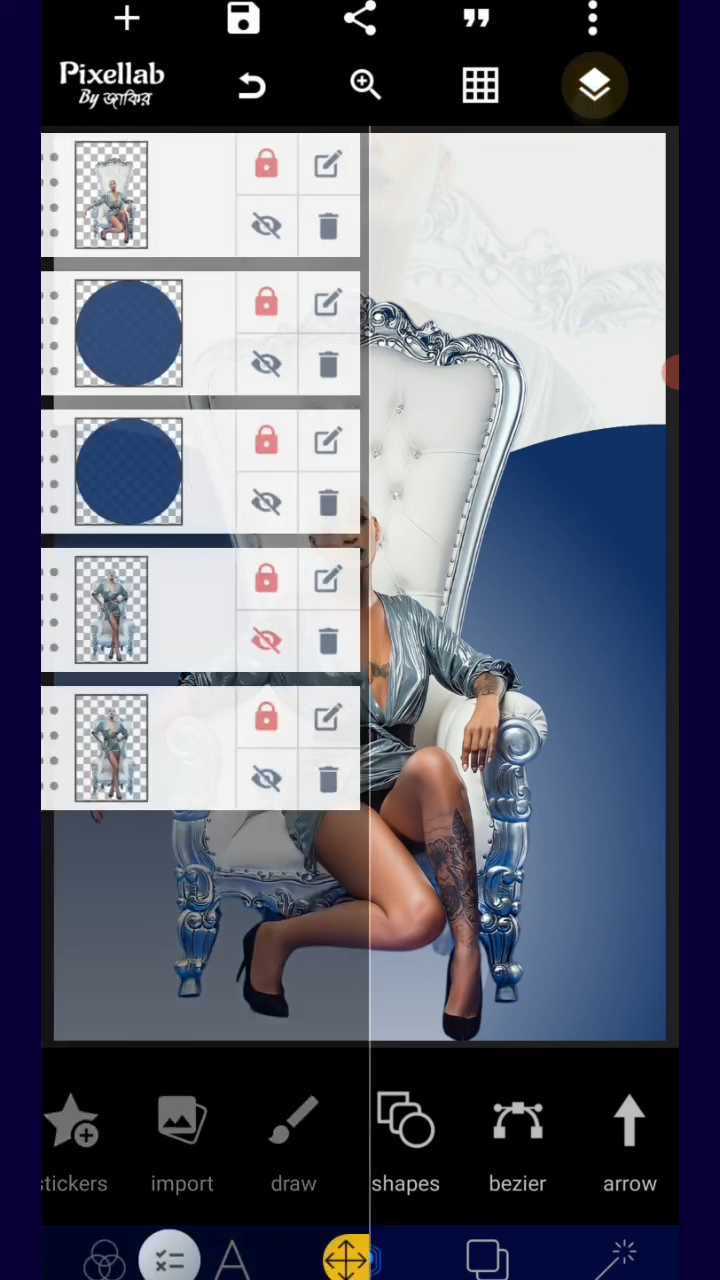 Pixellab
By জাকির
stickers
import
draw
shapes
bezier
arrow